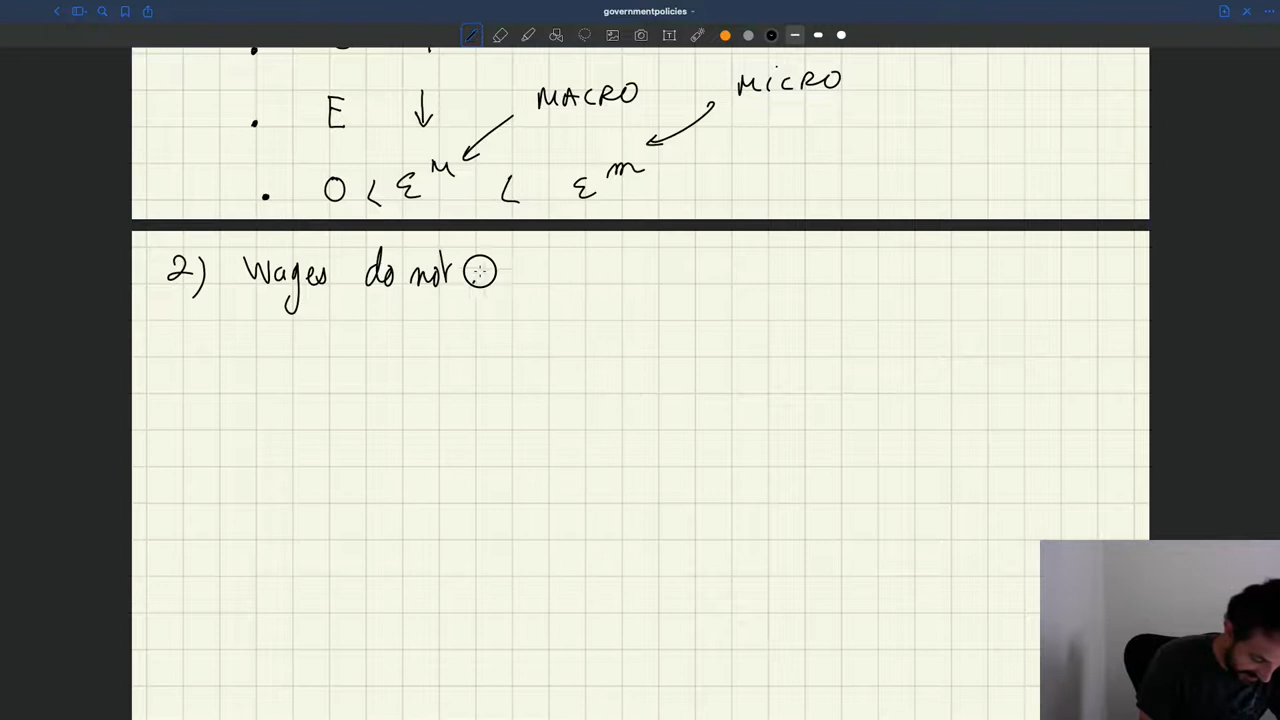 governmentpolicies
MICRO
MACRO
• E ↓
• 0 < ε^M < ε^m
2) Wages do not